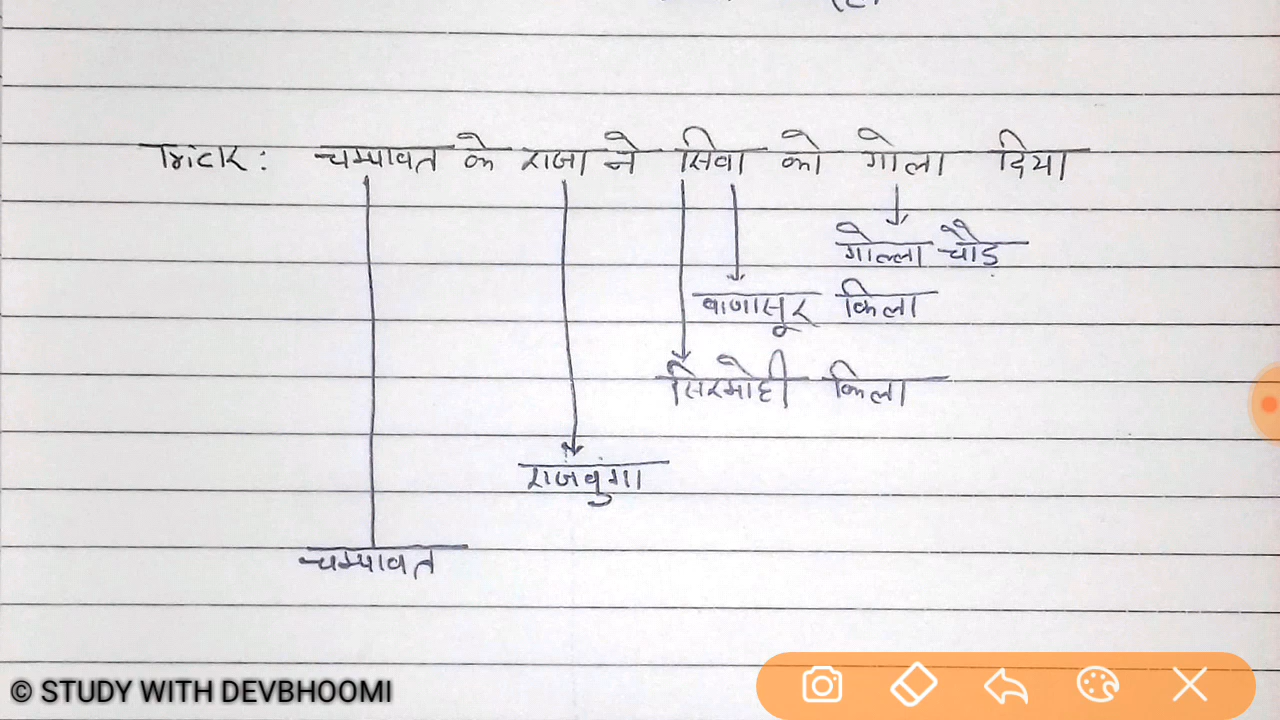 ट्रिक: चम्पावत के राजा ने सिवा को गोला दिया
गोल्ला चौड़
बाणासूर किला
सिरमोही किला
राजबुंगा
चम्पावत
© STUDY WITH DEVBHOOMI